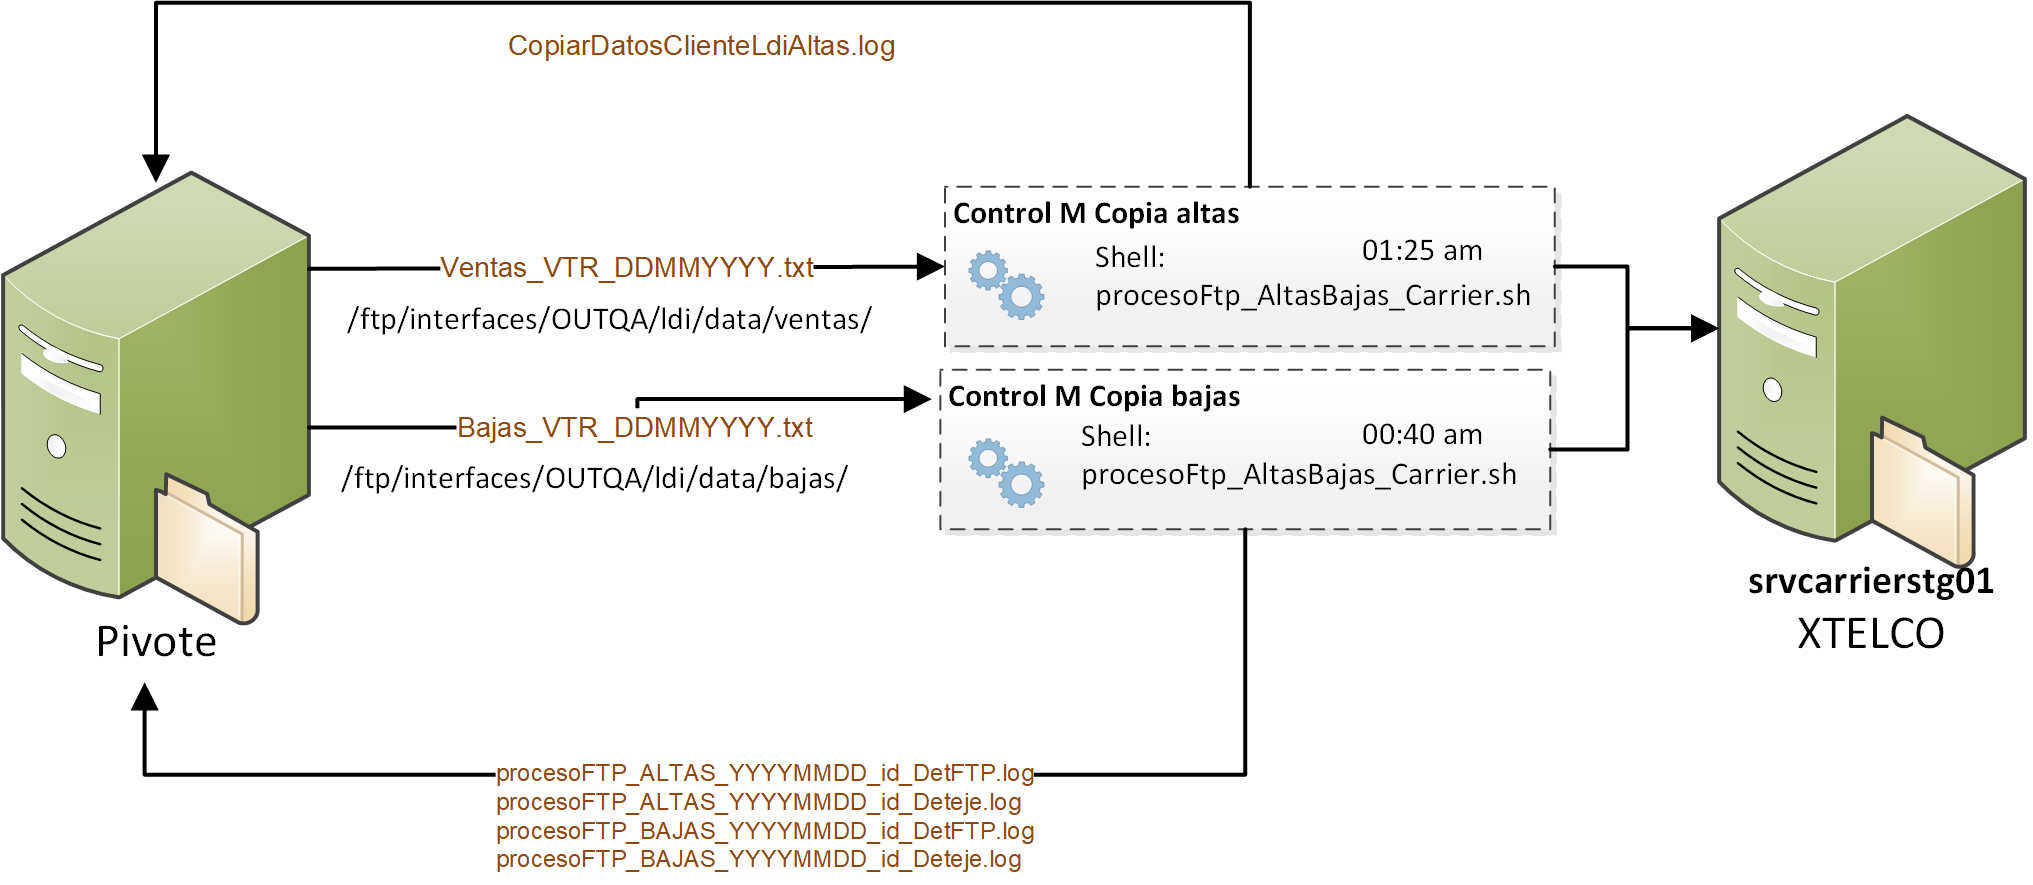 CopiarDatosClienteLdiAltas.log
Control M Copia altas
Shell:
01:25 am
procesoFtp_AltasBajas_Carrier.sh
Ventas_VTR_DDMMYYYY.txt
/ftp/interfaces/OUTQA/ldi/data/ventas/
Control M Copia bajas
Shell:
00:40 am
procesoFtp_AltasBajas_Carrier.sh
Bajas_VTR_DDMMYYYY.txt
/ftp/interfaces/OUTQA/ldi/data/bajas/
srvcarrierstg01
XTELCO
Pivote
procesoFTP_ALTAS_YYYYMMDD_id_DetFTP.log
procesoFTP_ALTAS_YYYYMMDD_id_Deteje.log
procesoFTP_BAJAS_YYYYMMDD_id_DetFTP.log
procesoFTP_BAJAS_YYYYMMDD_id_Deteje.log